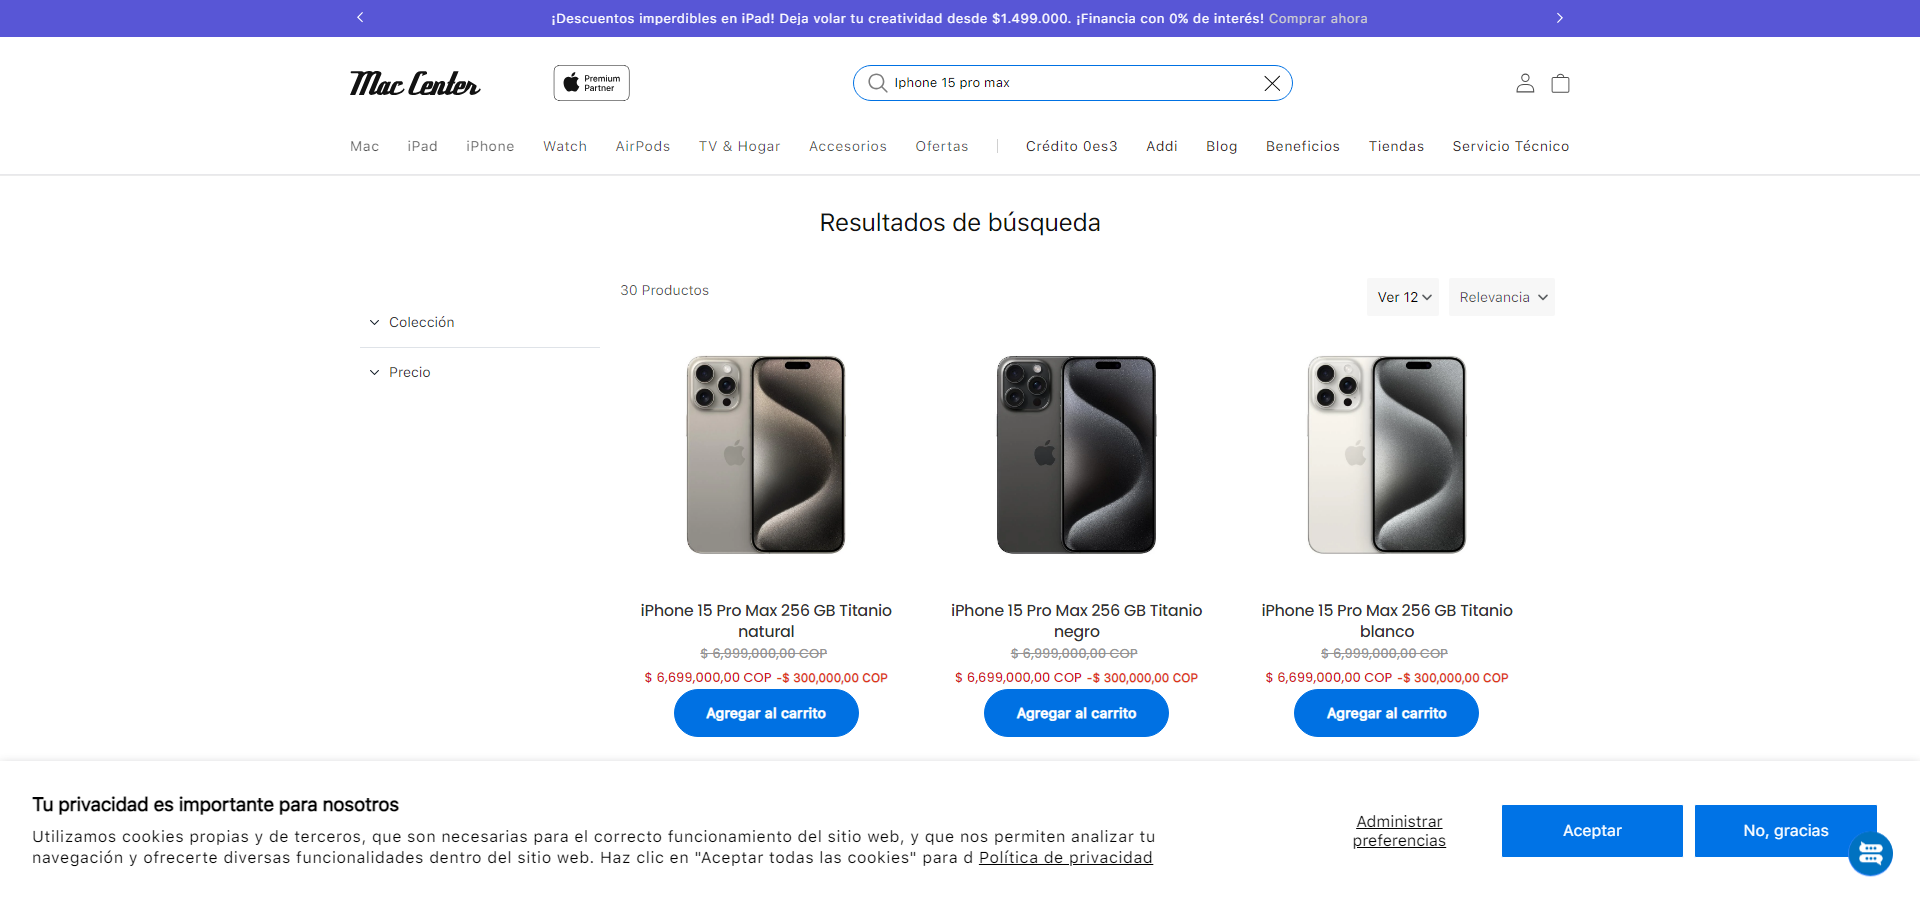 ¡Descuentos imperdibles en iPad! Deja volar tu creatividad desde $1.499.000. ¡Financia con 0% de interés! Comprar ahora
Mac Center
Premium
Partner
Iphone 15 pro max
Mac iPad iPhone Watch AirPods TV & Hogar Accesorios Ofertas Crédito 0es3 Addi Blog Beneficios Tiendas Servicio Técnico
Resultados de búsqueda
30 Productos
Ver 12
Relevancia
Colección
Precio
iPhone 15 Pro Max 256 GB Titanio
natural
$ 6,999,000,00 COP
$ 6,699,000,00 COP -$ 300,000,00 COP
Agregar al carrito
iPhone 15 Pro Max 256 GB Titanio
negro
$ 6,999,000,00 COP
$ 6,699,000,00 COP -$ 300,000,00 COP
Agregar al carrito
iPhone 15 Pro Max 256 GB Titanio
blanco
$ 6,999,000,00 COP
$ 6,699,000,00 COP -$ 300,000,00 COP
Agregar al carrito
Tu privacidad es importante para nosotros
Utilizamos cookies propias y de terceros, que son necesarias para el correcto funcionamiento del sitio web, y que nos permiten analizar tu
navegación y ofrecerte diversas funcionalidades dentro del sitio web. Haz clic en "Aceptar todas las cookies" para d Política de privacidad
Administrar
preferencias
Aceptar
No, gracias